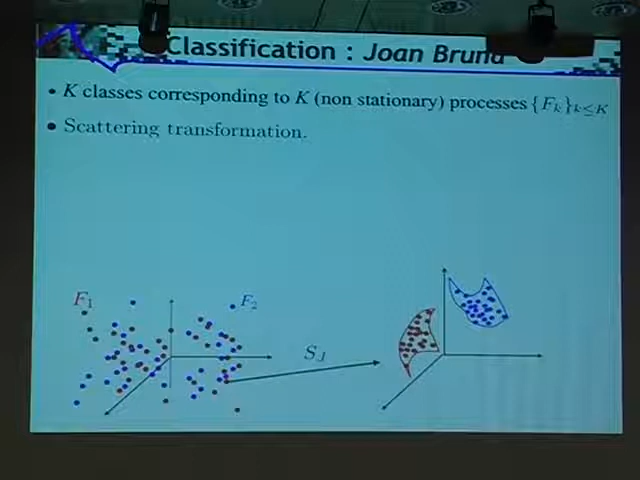 Classification : Joan Bruna
• K classes corresponding to K (non stationary) processes {F_k}_{k≤K}
• Scattering transformation.
F_1
F_2
S_J